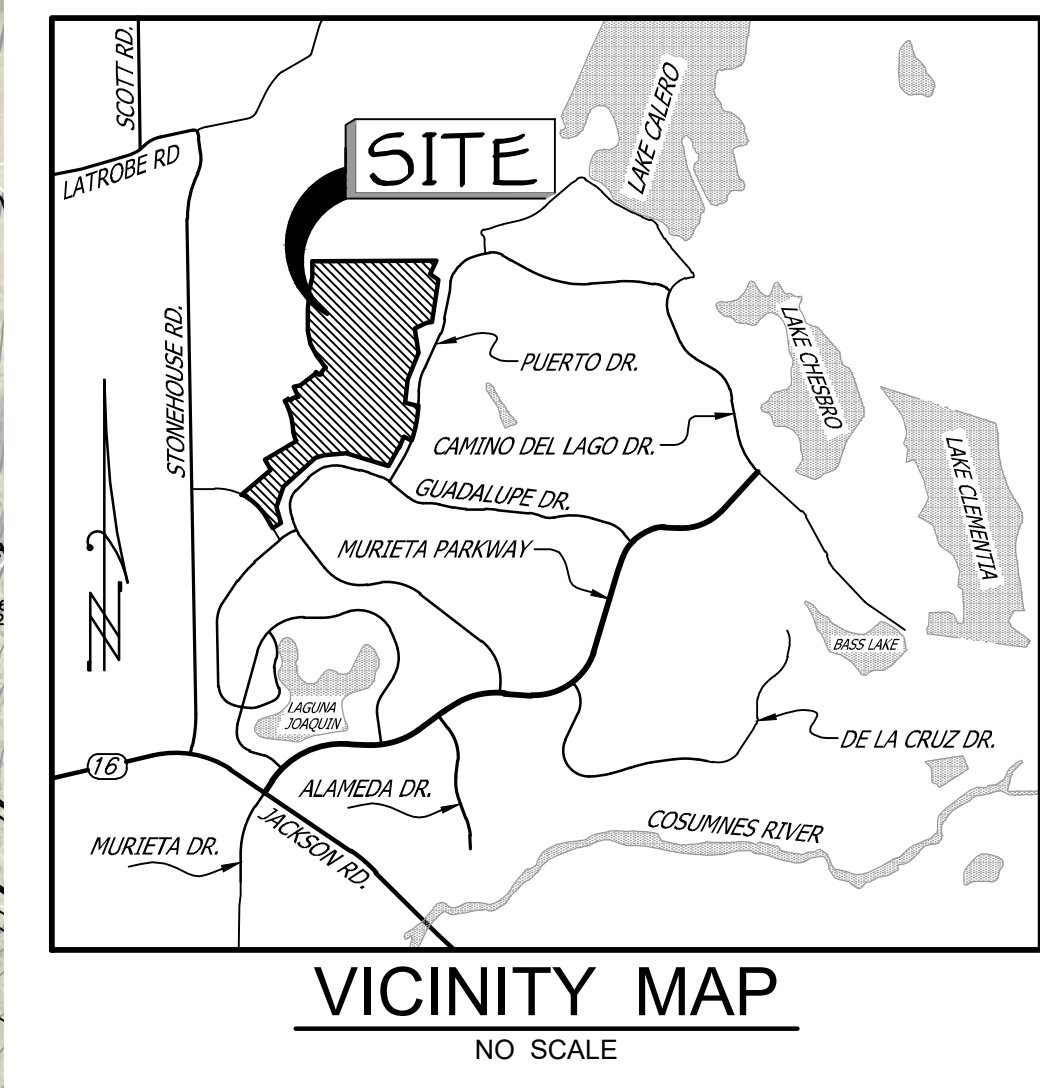 SCOTT RD.
LAKE CALERO
SITE
LATROBE RD
STONEHOUSE RD.
PUERTO DR.
LAKE CHESBRO
CAMINO DEL LAGO DR.
LAKE CLEMENTIA
GUADALUPE DR.
MURIETA PARKWAY
BASS LAKE
LAGUNA
JOAQUIN
DE LA CRUZ DR.
16
ALAMEDA DR.
COSUMNES RIVER
MURIETA DR.
JACKSON RD.
VICINITY MAP
NO SCALE